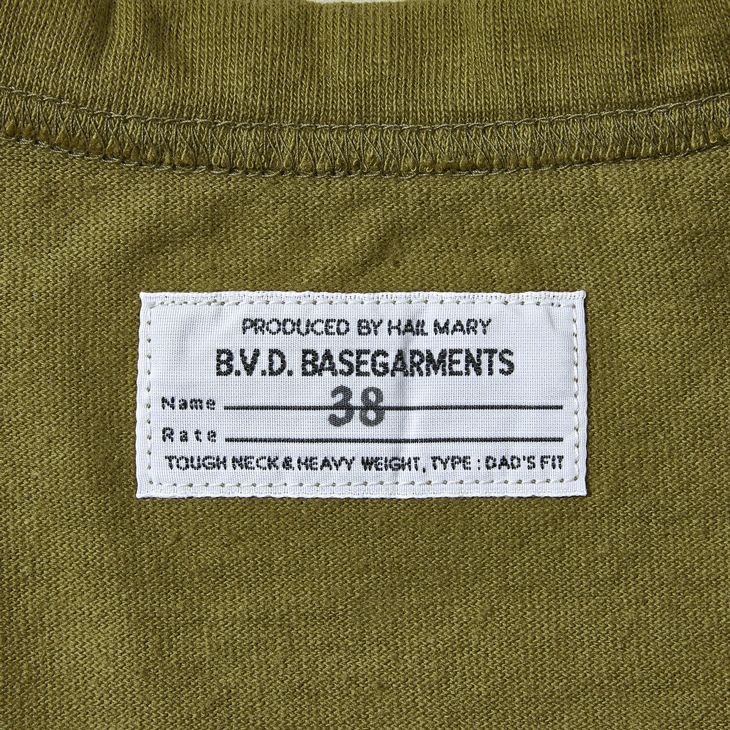 PRODUCED BY HAIL MARY
B.V.D. BASEGARMENTS
Name 38
Rate
TOUGH NECK & HEAVY WEIGHT, TYPE : DAD'S FIT